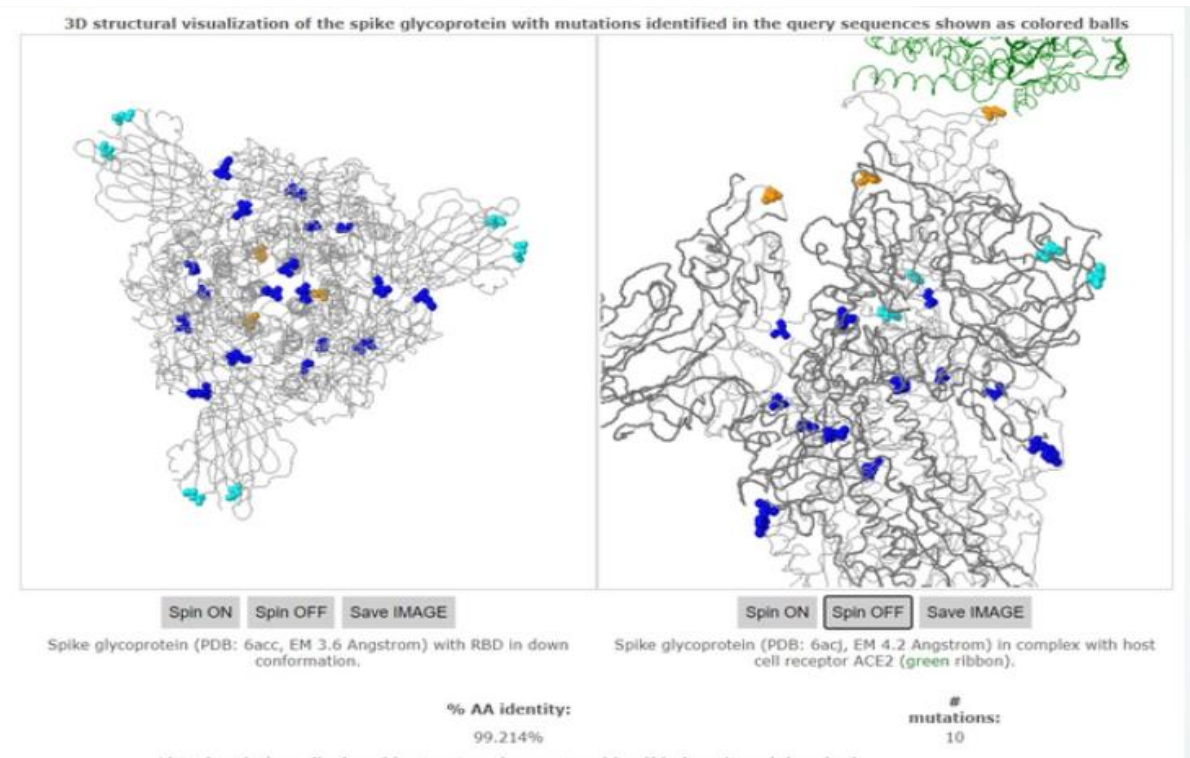 3D structural visualization of the spike glycoprotein with mutations identified in the query sequences shown as colored balls
Spin ON Spin OFF Save IMAGE
Spin ON Spin OFF Save IMAGE
Spike glycoprotein (PDB: 6acc, EM 3.6 Angstrom) with RBD in down
conformation.
Spike glycoprotein (PDB: 6acj, EM 4.2 Angstrom) in complex with host
cell receptor ACE2 (green ribbon).
% AA identity:
99.214%
#
mutations:
10